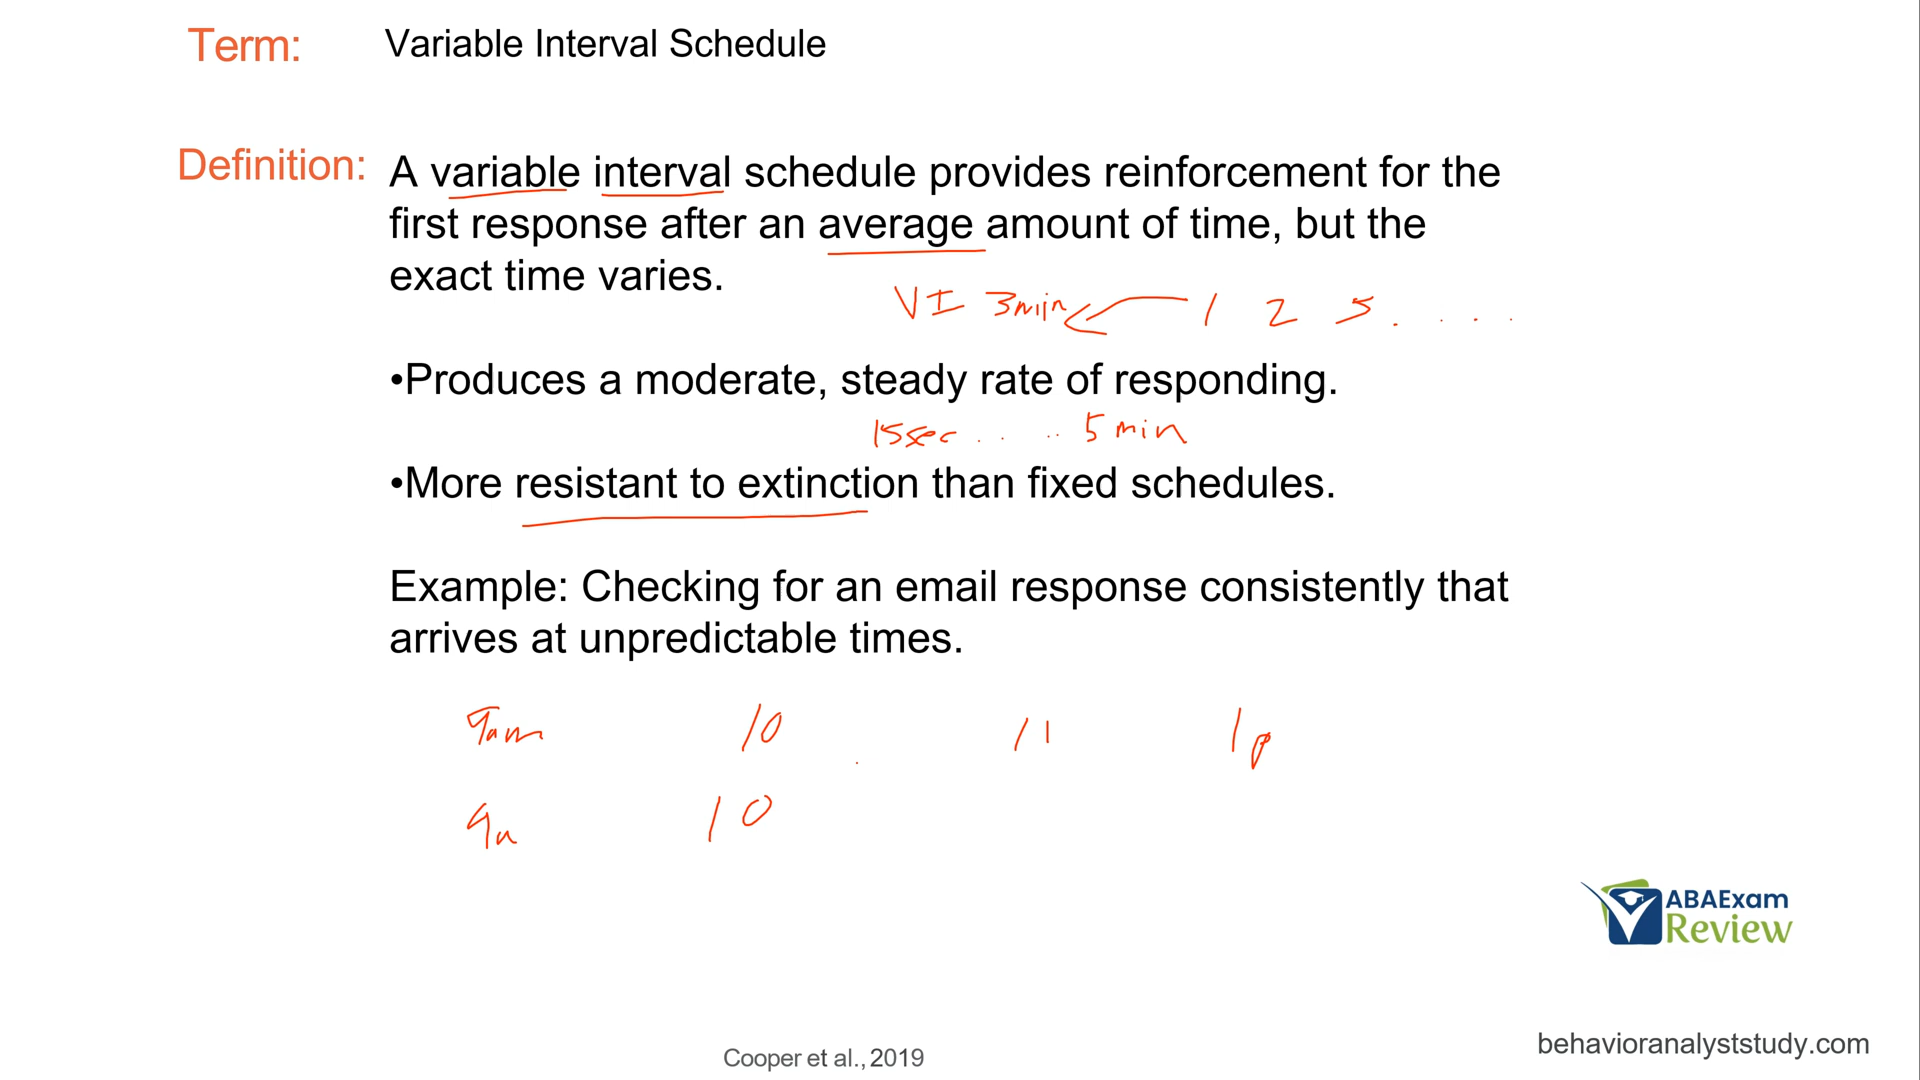 Term: Variable Interval Schedule
Definition: A variable interval schedule provides reinforcement for the
first response after an average amount of time, but the
exact time varies.
VI 3min 1 2 5 . . . .
•Produces a moderate, steady rate of responding.
15sec . . .. 5 min
•More resistant to extinction than fixed schedules.
Example: Checking for an email response consistently that
arrives at unpredictable times.
9am 10 11 1p
9a 10
ABAExam
Review
behavioranalyststudy.com
Cooper et al., 2019